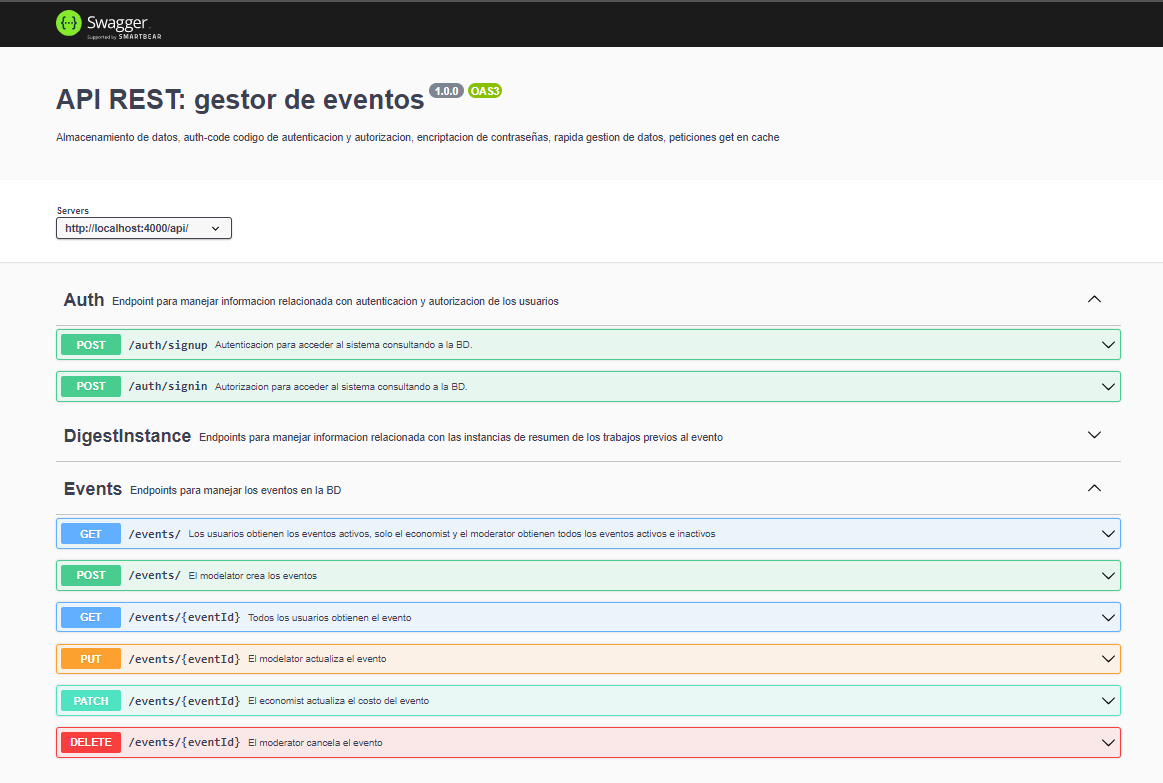 Swagger
Supported by SMARTBEAR
API REST: gestor de eventos 1.0.0 OAS3
Almacenamiento de datos, auth-code codigo de autenticacion y autorizacion, encriptacion de contraseñas, rapida gestion de datos, peticiones get en cache
Servers
http://localhost:4000/api/
Auth Endpoint para manejar informacion relacionada con autenticacion y autorizacion de los usuarios
POST /auth/signup Autenticacion para acceder al sistema consultando a la BD.
POST /auth/signin Autorizacion para acceder al sistema consultando a la BD.
DigestInstance Endpoints para manejar informacion relacionada con las instancias de resumen de los trabajos previos al evento
Events Endpoints para manejar los eventos en la BD
GET /events/ Los usuarios obtienen los eventos activos, solo el economist y el moderator obtienen todos los eventos activos e inactivos
POST /events/ El modelator crea los eventos
GET /events/{eventId} Todos los usuarios obtienen el evento
PUT /events/{eventId} El modelator actualiza el evento
PATCH /events/{eventId} El economist actualiza el costo del evento
DELETE /events/{eventId} El moderator cancela el evento